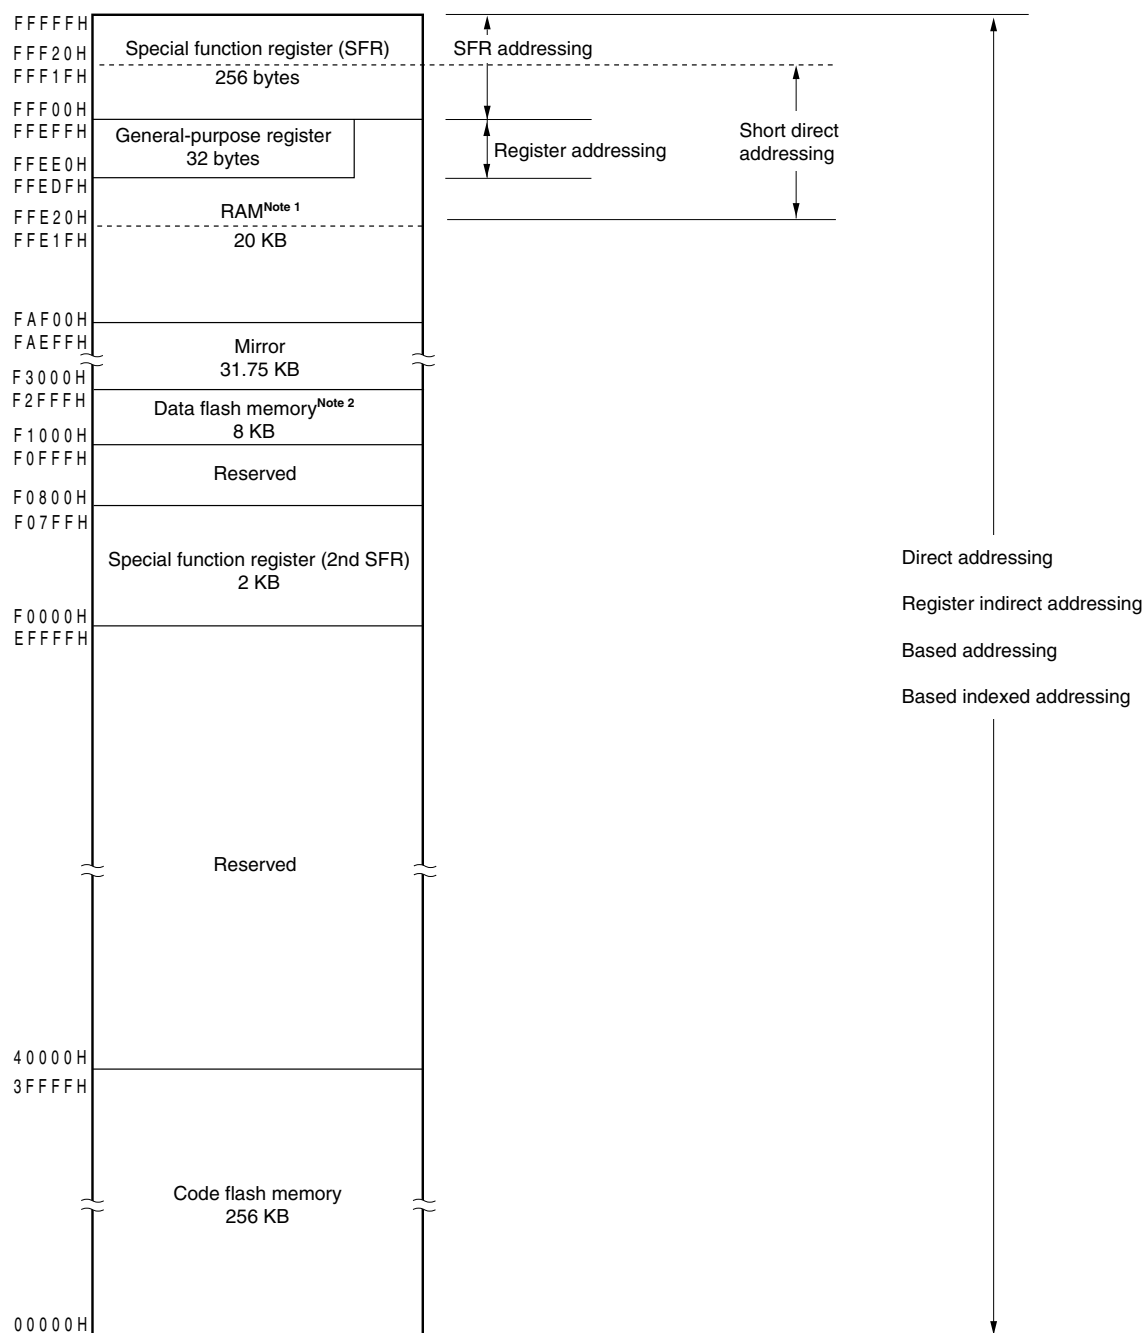 FFFFFH
FFF20H
FFF1FH
FFF00H
FFEFFH
FFEE0H
FFEDFH
FFE20H
FFE1FH
FAF00H
FAEFFH
F3000H
F2FFFH
F1000H
F0FFFH
F0800H
F07FFH
F0000H
EFFFFH
40000H
3FFFFH
00000H
Special function register (SFR)
256 bytes
General-purpose register
32 bytes
RAMNote 1
20 KB
Mirror
31.75 KB
Data flash memoryNote 2
8 KB
Reserved
Special function register (2nd SFR)
2 KB
Reserved
Code flash memory
256 KB
SFR addressing
Register addressing
Short direct
addressing
Direct addressing
Register indirect addressing
Based addressing
Based indexed addressing